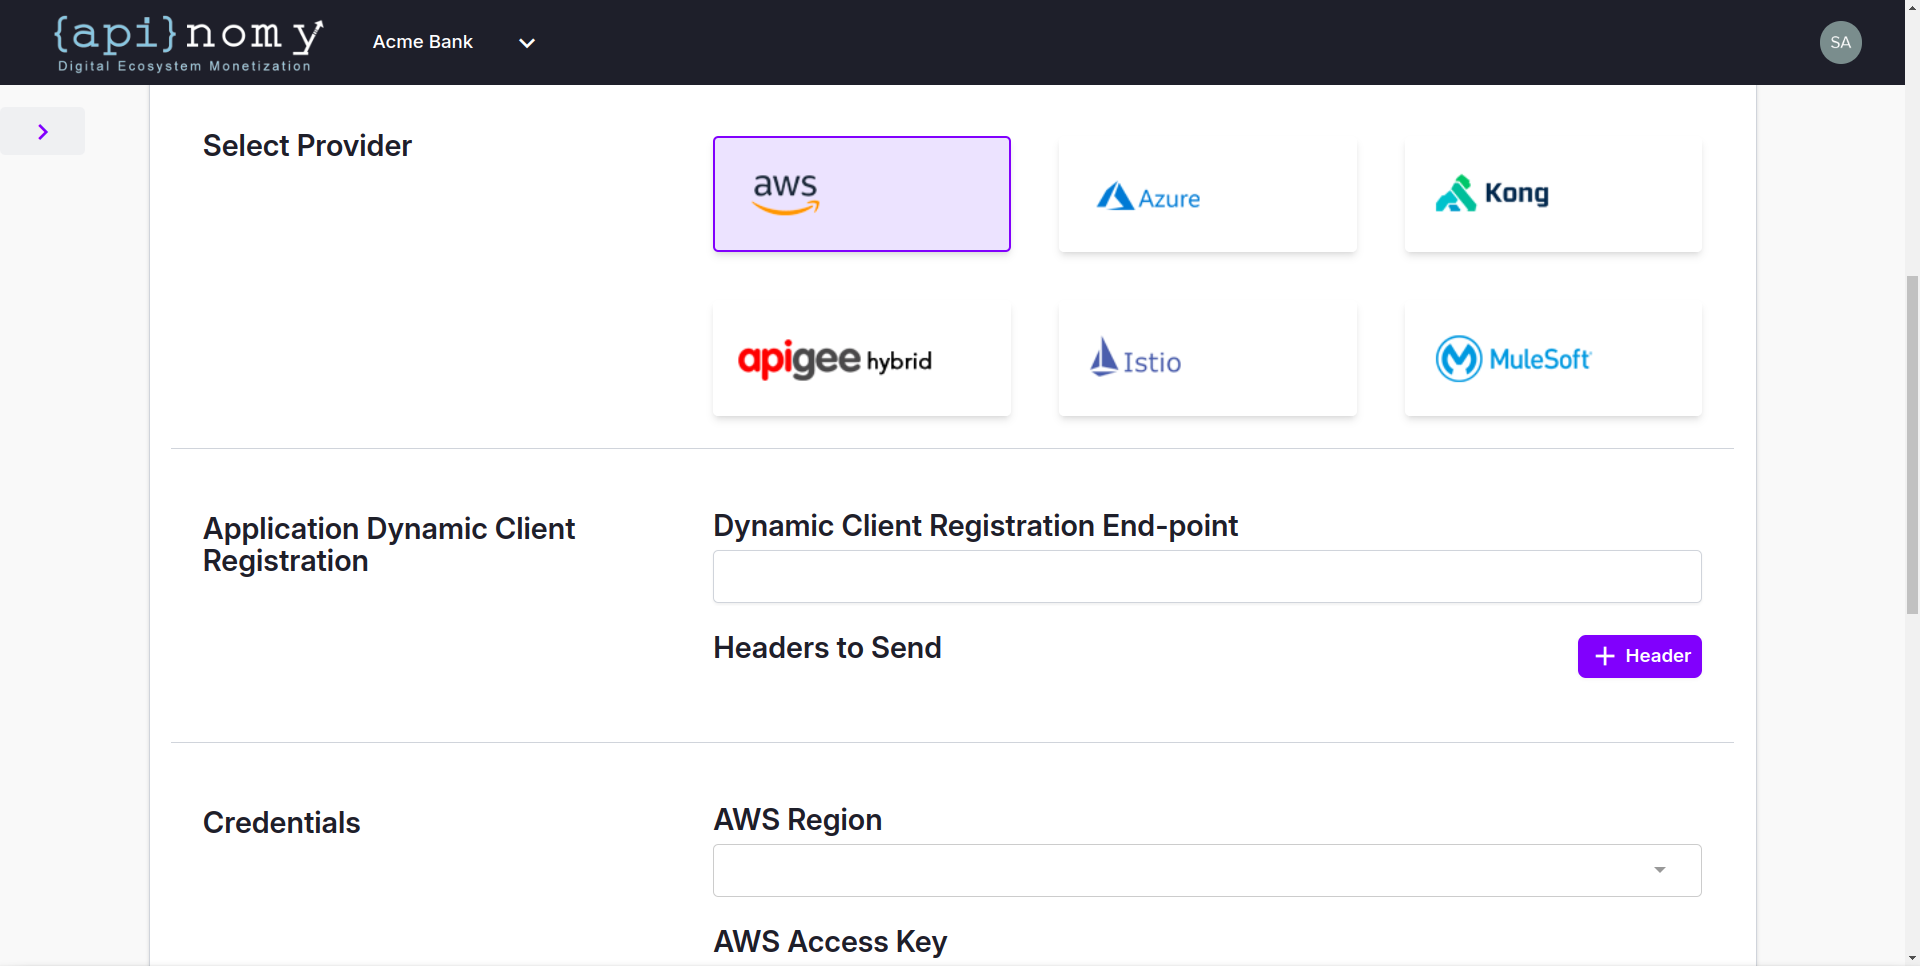 {api}nomy
Digital Ecosystem Monetization
Acme Bank
SA
Select Provider
aws
Azure
Kong
apigee hybrid
Istio
MuleSoft
Application Dynamic Client
Registration
Dynamic Client Registration End-point
Headers to Send
Header
Credentials
AWS Region
AWS Access Key